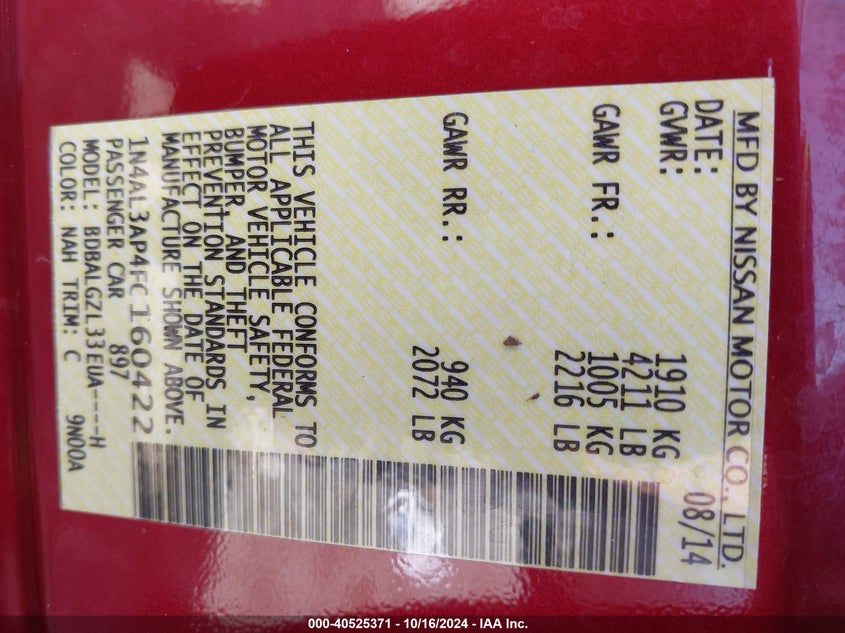 MFD BY NISSAN MOTOR CO., LTD.
DATE: 08/14
GVWR: 1910 KG
4211 LB
GAWR FR.: 1005 KG
2216 LB
GAWR RR.: 940 KG
2072 LB
THIS VEHICLE CONFORMS TO
ALL APPLICABLE FEDERAL
MOTOR VEHICLE SAFETY,
BUMPER, AND THEFT
PREVENTION STANDARDS IN
EFFECT ON THE DATE OF
MANUFACTURE SHOWN ABOVE.
1N4AL3AP4FC160422
PASSENGER CAR 897
MODEL: BDBALGZL33EUA----H
COLOR: NAH TRIM: C 9N00A
000-40525371 - 10/16/2024 - IAA Inc.